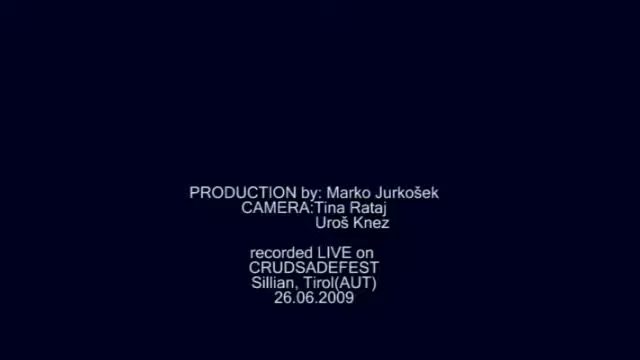 PRODUCTION by: Marko Jurkošek
CAMERA:Tina Rataj
Uroš Knez
recorded LIVE on
CRUDSADEFEST
Sillian, Tirol(AUT)
26.06.2009